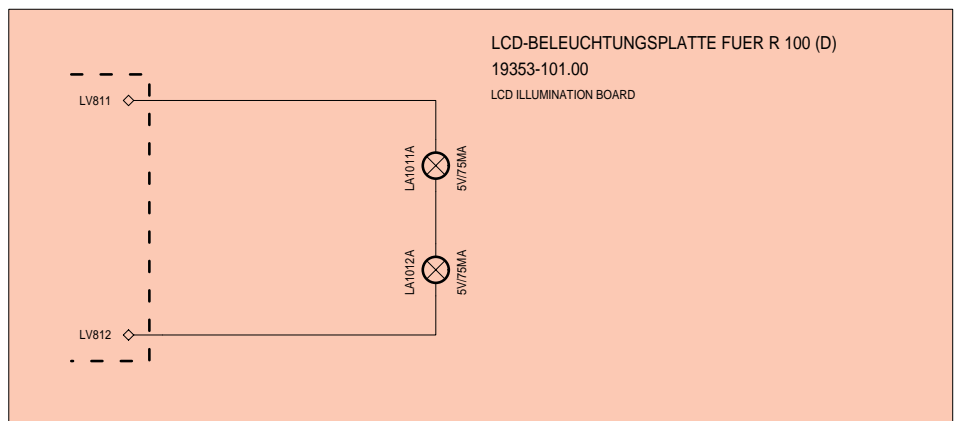 LCD-BELEUCHTUNGSPLATTE FUER R 100 (D)
19353-101.00
LCD ILLUMINATION BOARD
LV811
LA1011A
5V/75MA
LA1012A
5V/75MA
LV812